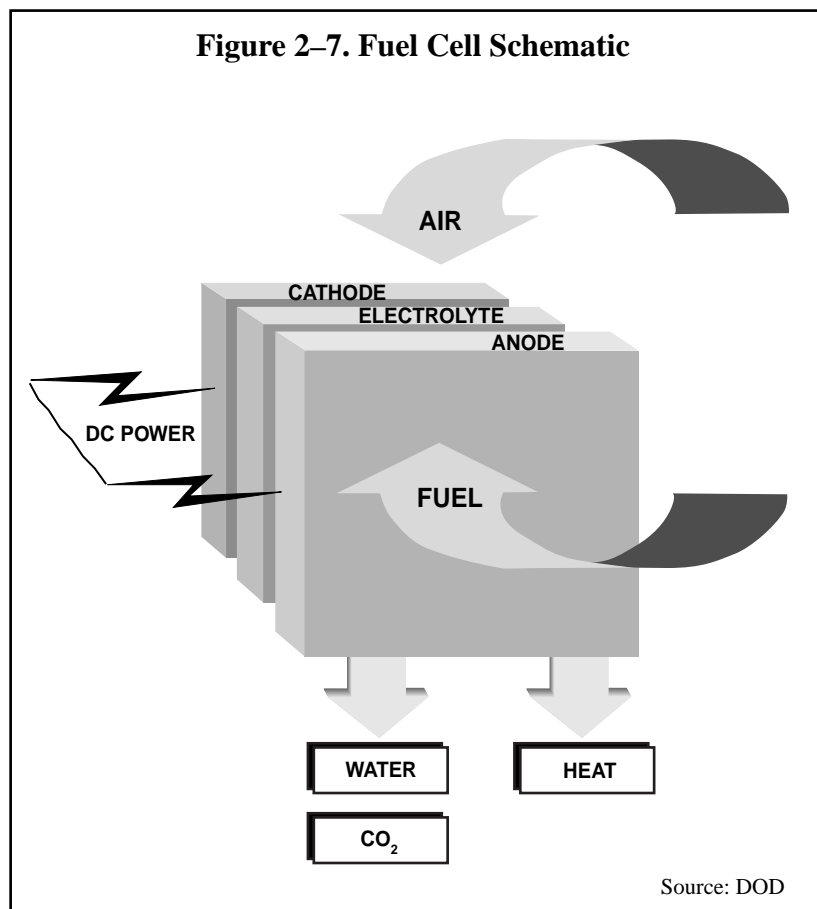 Figure 2–7. Fuel Cell Schematic
AIR
CATHODE
ELECTROLYTE
ANODE
DC POWER
FUEL
WATER
HEAT
CO₂
Source: DOD